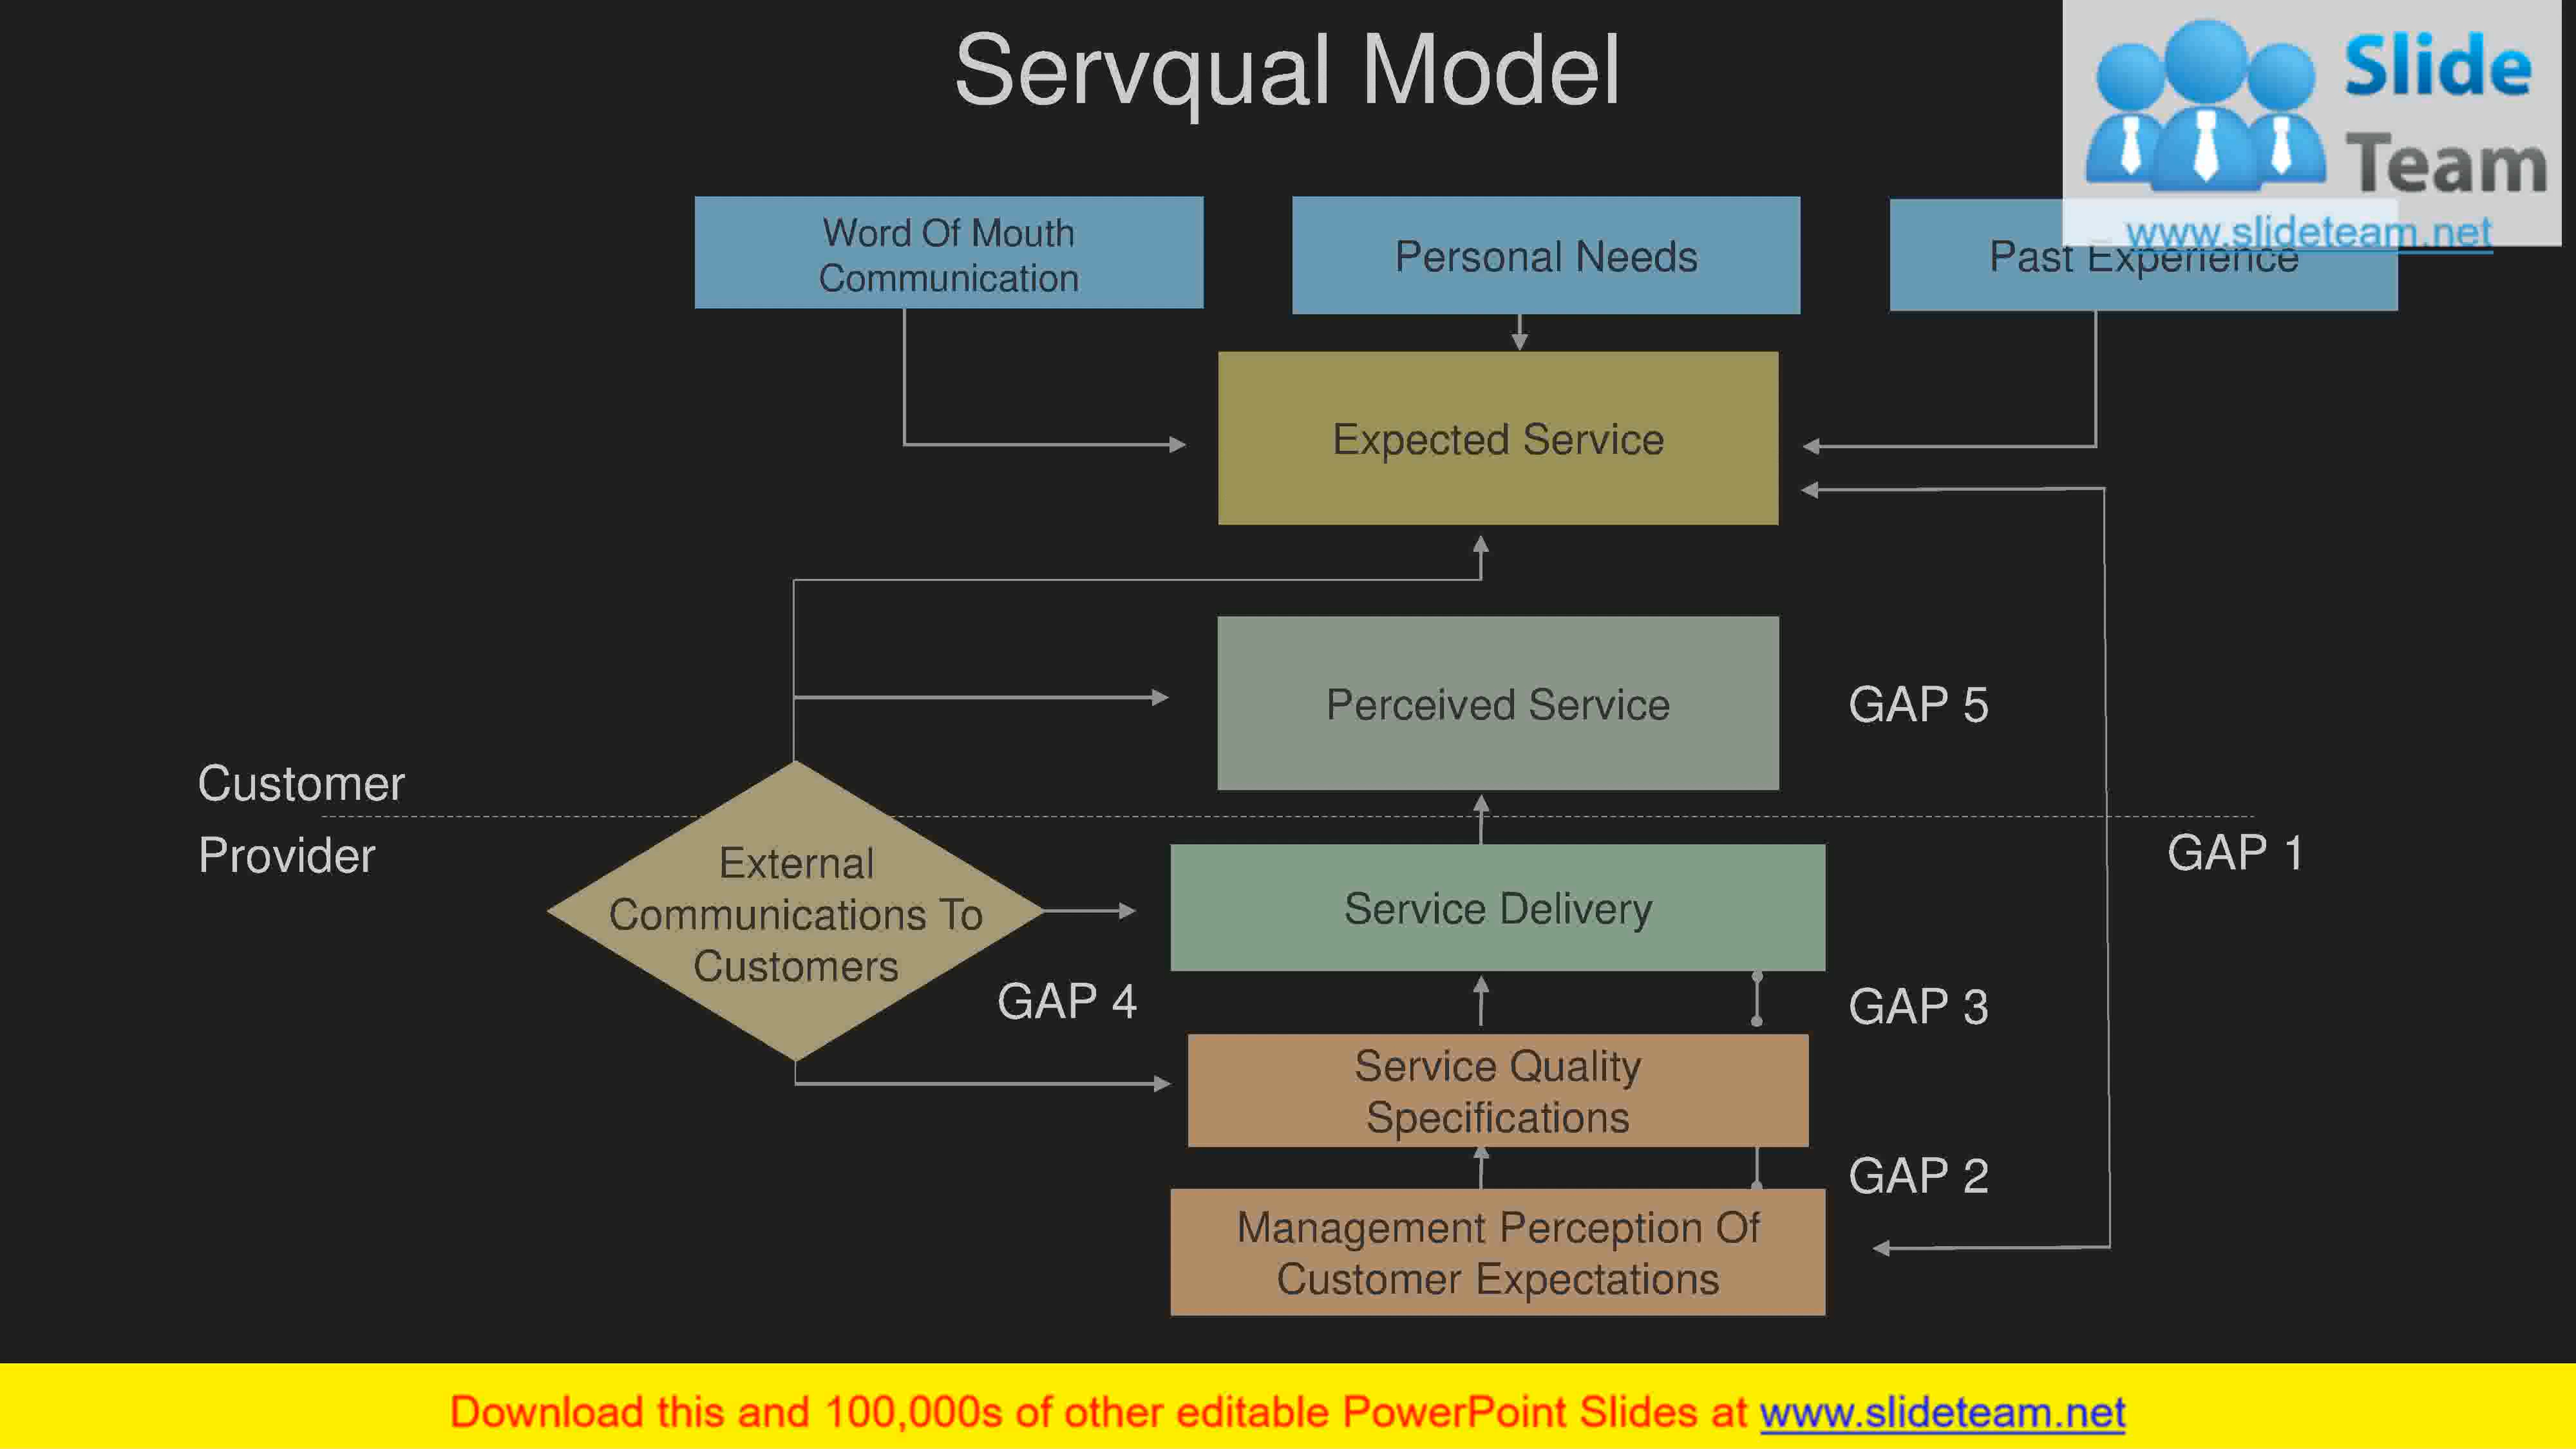 Servqual Model
Slide
Team
www.slideteam.net
Word Of Mouth
Communication
Personal Needs
Past Experience
Expected Service
Perceived Service
GAP 5
Customer
Provider
GAP 1
External
Communications To
Customers
Service Delivery
GAP 4
GAP 3
Service Quality
Specifications
GAP 2
Management Perception Of
Customer Expectations
Download this and 100,000s of other editable PowerPoint Slides at www.slideteam.net